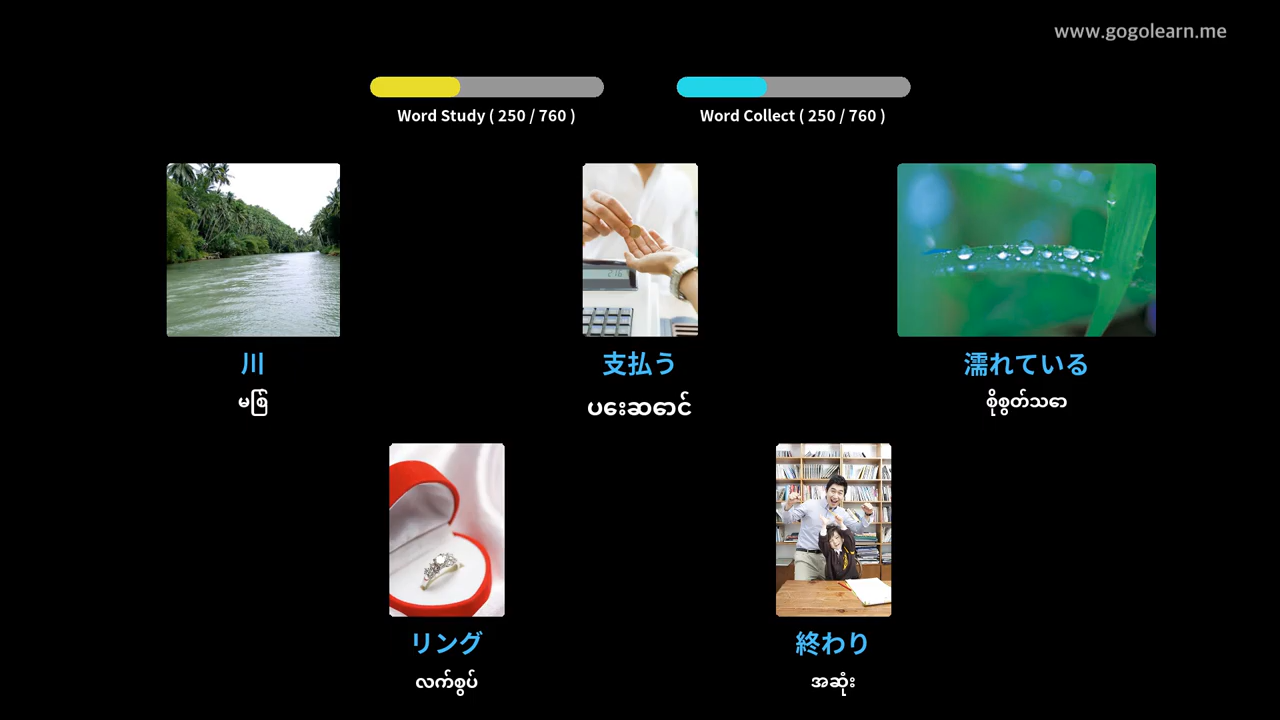 www.gogolearn.me
Word Study ( 250 / 760 )
Word Collect ( 250 / 760 )
川
မြစ်
支払う
ပေးဆောင်
濡れている
စိုစွတ်သော
リング
လက်စွပ်
終わり
အဆုံး